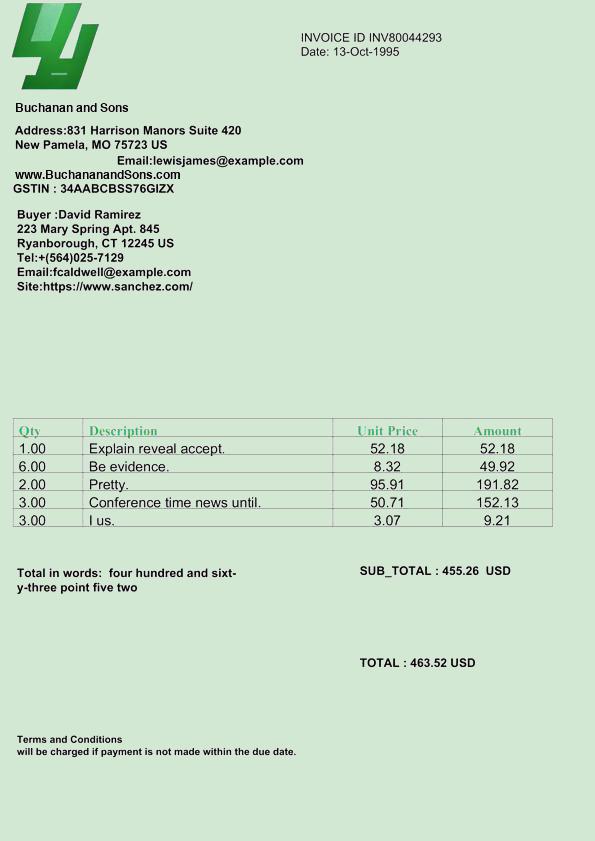 INVOICE ID INV80044293
Date: 13-Oct-1995
Buchanan and Sons
Address:831 Harrison Manors Suite 420
New Pamela, MO 75723 US
Email:lewisjames@example.com
www.BuchananandSons.com
GSTIN : 34AABCBSS76GIZX
Buyer :David Ramirez
223 Mary Spring Apt. 845
Ryanborough, CT 12245 US
Tel:+(564)025-7129
Email:fcaldwell@example.com
Site:https://www.sanchez.com/
Qty Description Unit Price Amount
1.00 Explain reveal accept. 52.18 52.18
6.00 Be evidence. 8.32 49.92
2.00 Pretty. 95.91 191.82
3.00 Conference time news until. 50.71 152.13
3.00 I us. 3.07 9.21
Total in words:  four hundred and sixt-
y-three point five two
SUB_TOTAL : 455.26  USD
TOTAL : 463.52 USD
Terms and Conditions
will be charged if payment is not made within the due date.